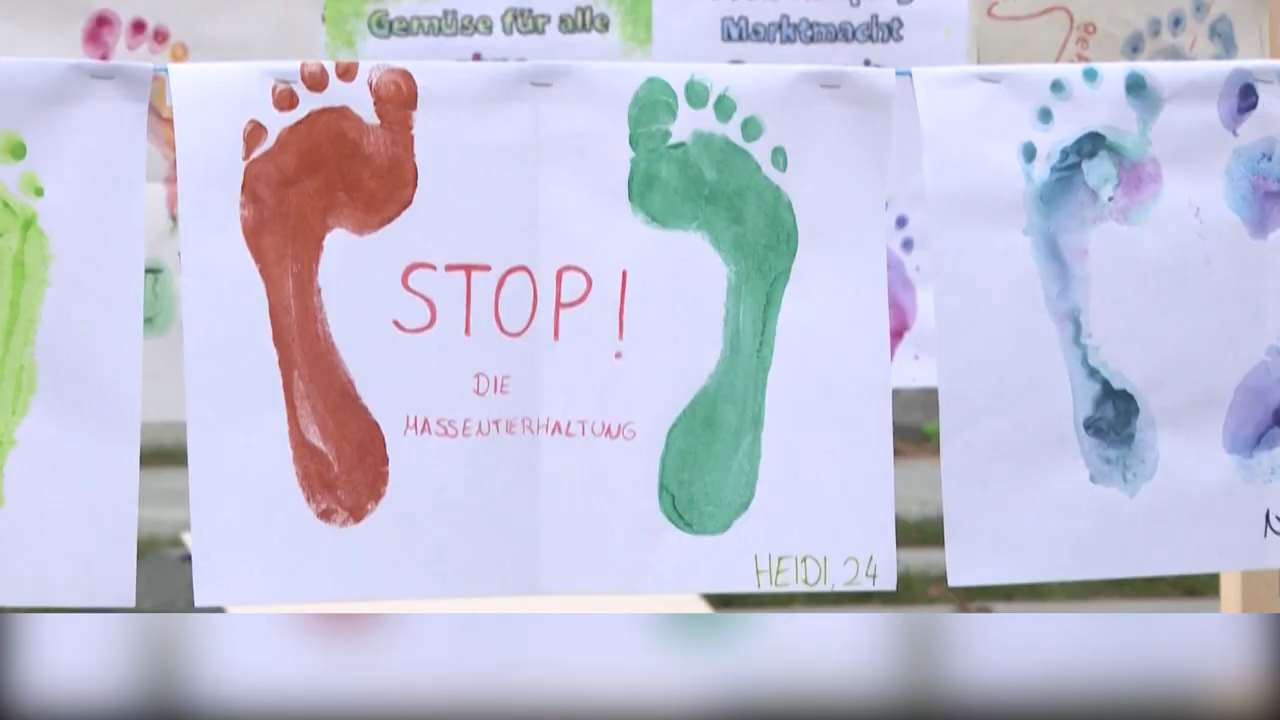 Gemüse für alle
Marktmacht
STOP!
DIE
MASSENTIERHALTUNG
HEIDI, 24